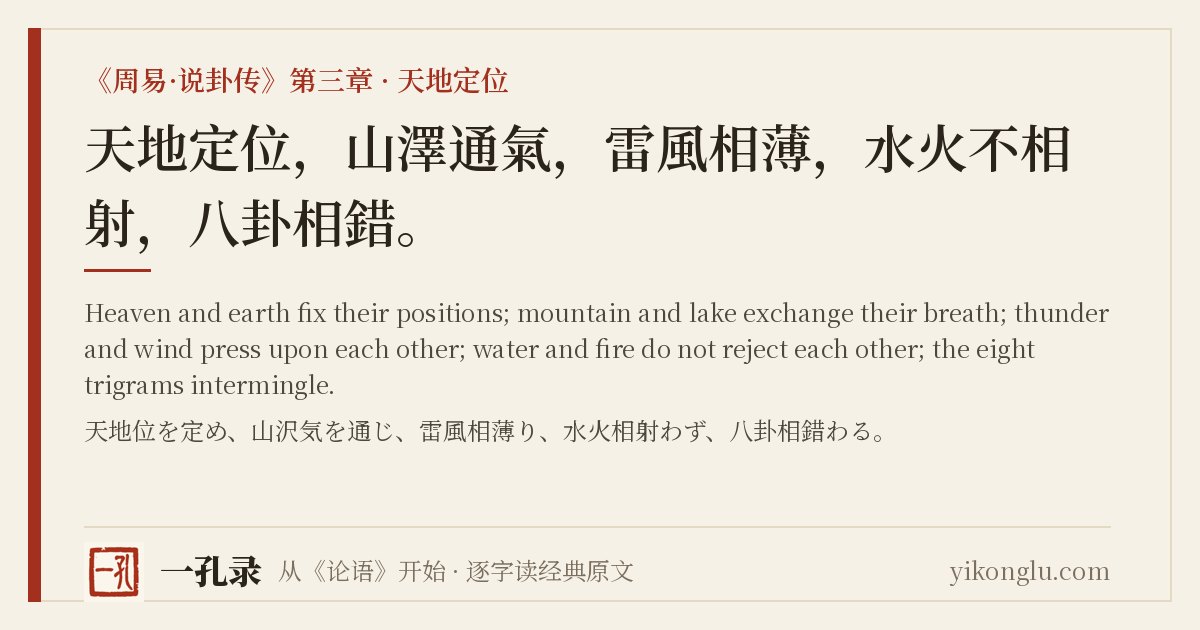 《周易·说卦传》第三章 · 天地定位
天地定位，山澤通氣，雷風相薄，水火不相
射，八卦相錯。
Heaven and earth fix their positions; mountain and lake exchange their breath; thunder
and wind press upon each other; water and fire do not reject each other; the eight
trigrams intermingle.
天地位を定め、山沢気を通じ、雷風相薄り、水火相射わず、八卦相錯わる。
一孔
一孔录
从《论语》开始 · 逐字读经典原文
yikonglu.com